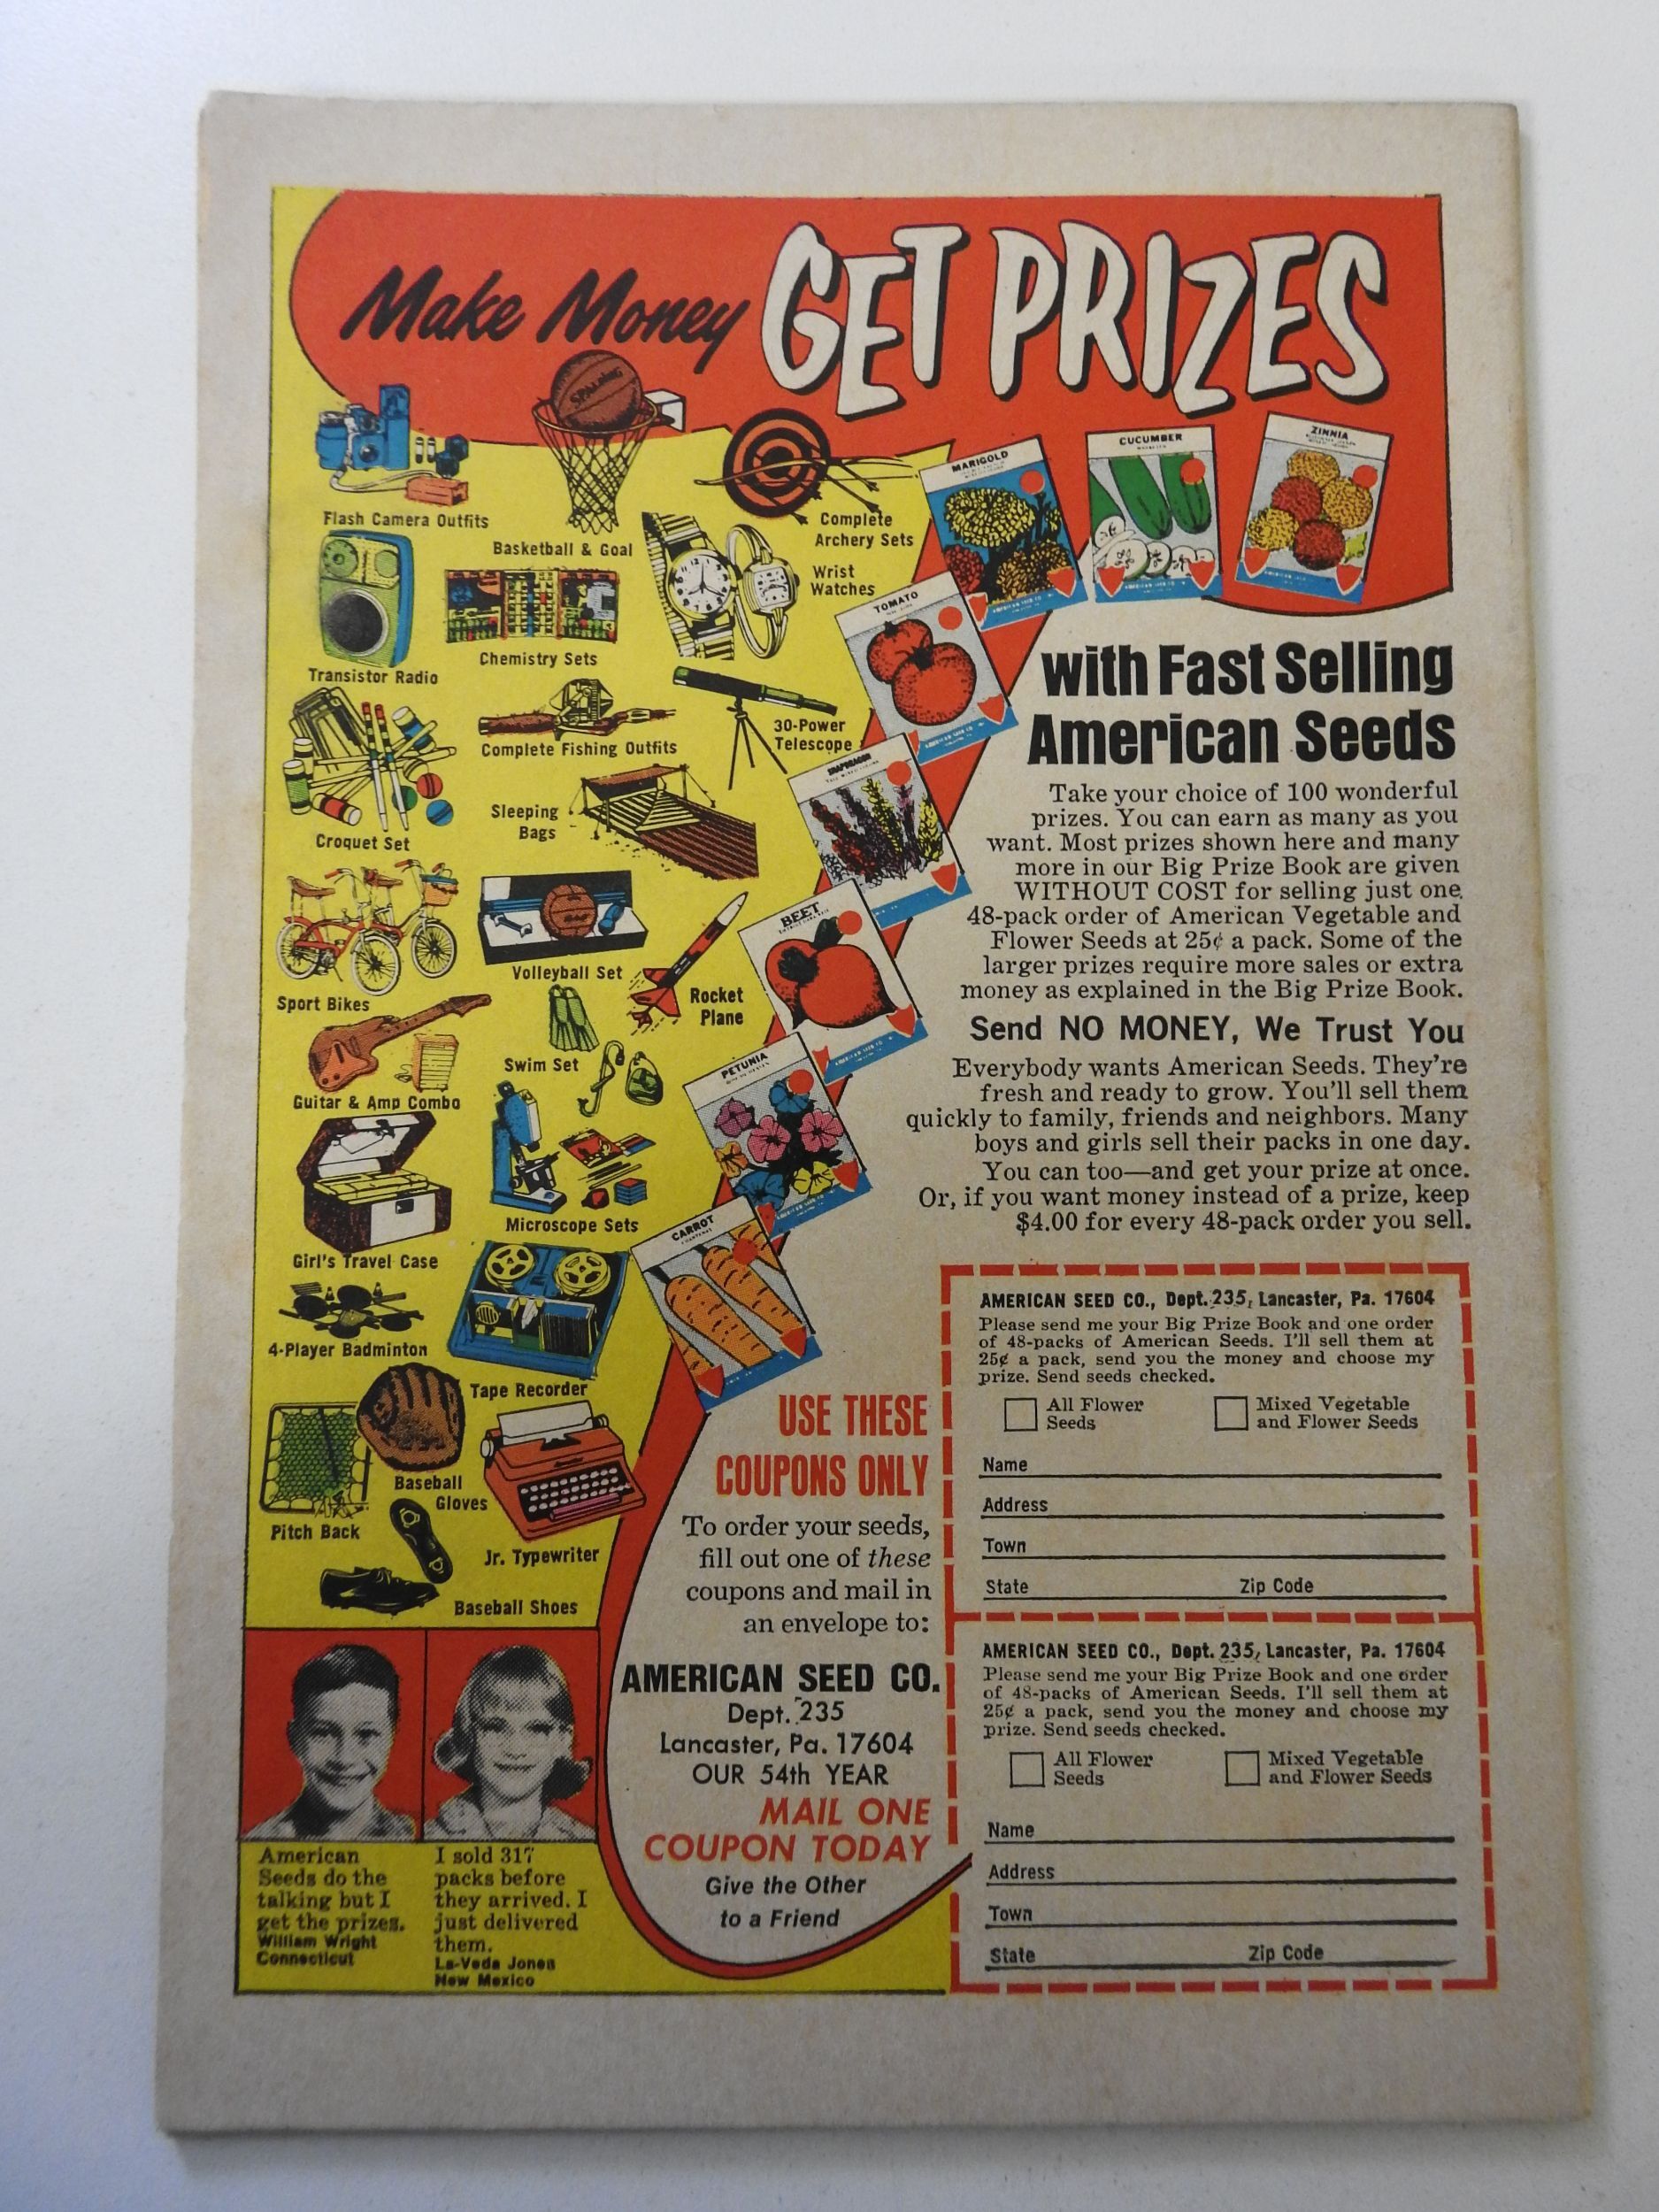 Make Money GET PRIZES
SPALDING
Flash Camera Outfits
Basketball & Goal
Complete
Archery Sets
Wrist
Watches
Transistor Radio
Chemistry Sets
Complete Fishing Outfits
30-Power
Telescope
Croquet Set
Sleeping
Bags
Sport Bikes
Volleyball Set
Rocket
Plane
Guitar & Amp Combo
Swim Set
Girl's Travel Case
Microscope Sets
4-Player Badminton
Tape Recorder
Pitch Back
Baseball
Gloves
Jr. Typewriter
Baseball Shoes
MARIGOLD
CUCUMBER
ZINNIA
TOMATO
SNAPDRAGON
BEET
PETUNIA
CARROT
with Fast Selling
American Seeds
Take your choice of 100 wonderful
prizes. You can earn as many as you
want. Most prizes shown here and many
more in our Big Prize Book are given
WITHOUT COST for selling just one
48-pack order of American Vegetable and
Flower Seeds at 25¢ a pack. Some of the
larger prizes require more sales or extra
money as explained in the Big Prize Book.
Send NO MONEY, We Trust You
Everybody wants American Seeds. They're
fresh and ready to grow. You'll sell them
quickly to family, friends and neighbors. Many
boys and girls sell their packs in one day.
You can too—and get your prize at once.
Or, if you want money instead of a prize, keep
$4.00 for every 48-pack order you sell.
USE THESE
COUPONS ONLY
To order your seeds,
fill out one of these
coupons and mail in
an envelope to:
AMERICAN SEED CO.
Dept. 235
Lancaster, Pa. 17604
OUR 54th YEAR
MAIL ONE
COUPON TODAY
Give the Other
to a Friend
American
Seeds do the
talking but I
get the prizes.
William Wright
Connecticut
I sold 317
packs before
they arrived. I
just delivered
them.
La-Veda Jones
New Mexico
AMERICAN SEED CO., Dept. 235, Lancaster, Pa. 17604
Please send me your Big Prize Book and one order
of 48-packs of American Seeds. I'll sell them at
25¢ a pack, send you the money and choose my
prize. Send seeds checked.
All Flower
Seeds
Mixed Vegetable
and Flower Seeds
Name
Address
Town
State Zip Code
AMERICAN SEED CO., Dept. 235, Lancaster, Pa. 17604
Please send me your Big Prize Book and one order
of 48-packs of American Seeds. I'll sell them at
25¢ a pack, send you the money and choose my
prize. Send seeds checked.
All Flower
Seeds
Mixed Vegetable
and Flower Seeds
Name
Address
Town
State Zip Code